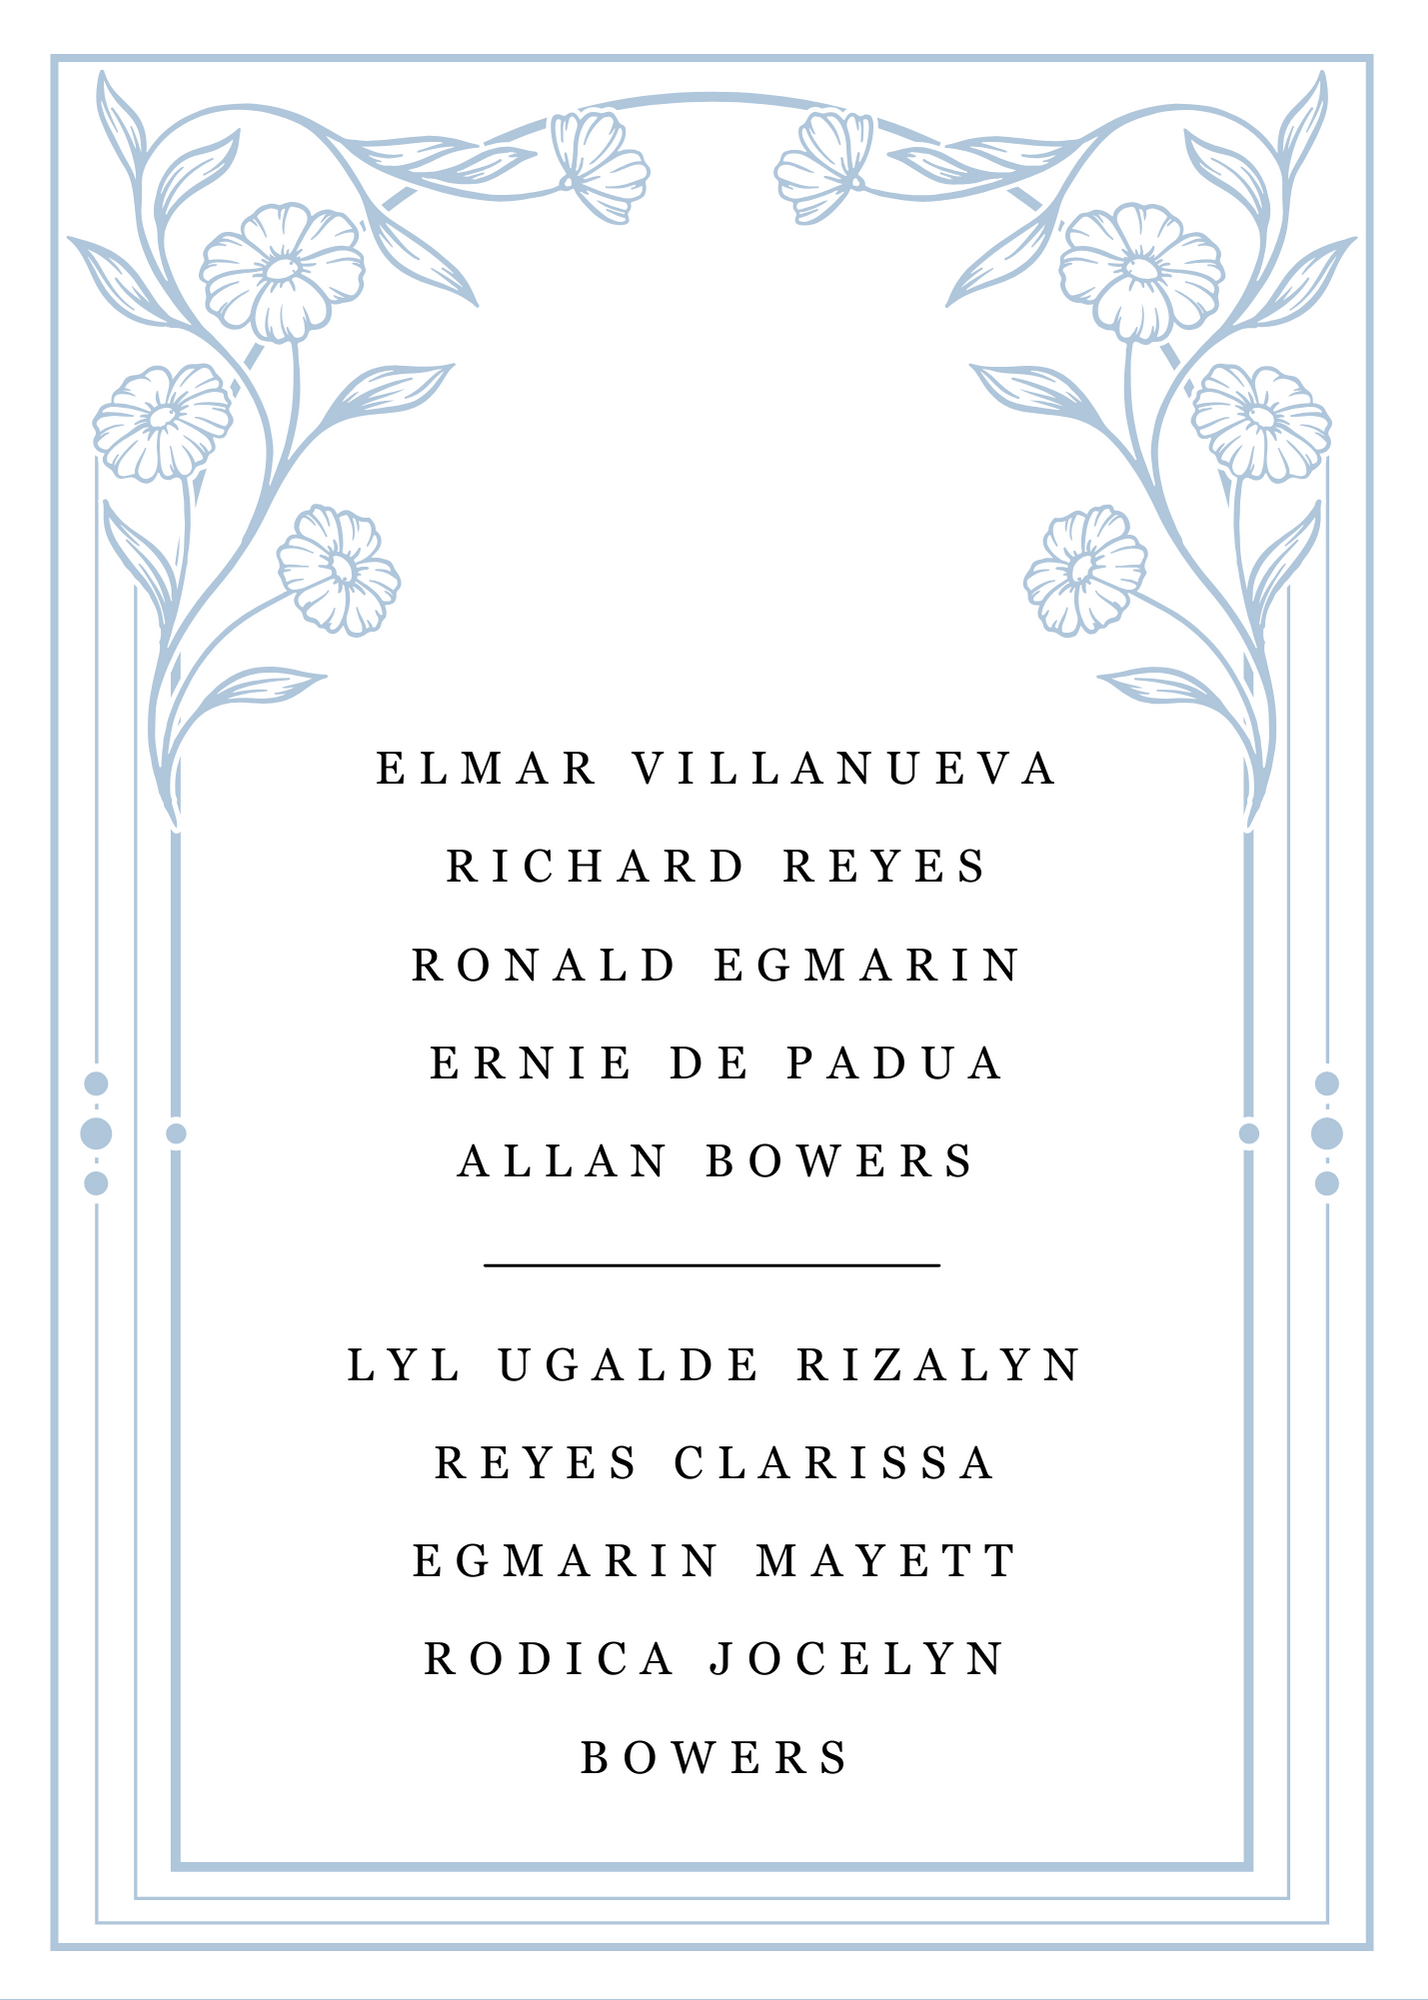 ELMAR VILLANUEVA
RICHARD REYES
RONALD EGMARIN
ERNIE DE PADUA
ALLAN BOWERS
LYL UGALDE RIZALYN
REYES CLARISSA
EGMARIN MAYETT
RODICA JOCELYN
BOWERS